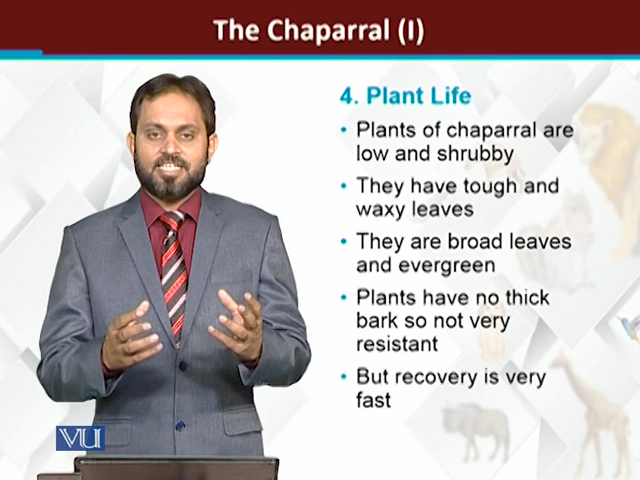 The Chaparral (I)
4. Plant Life
• Plants of chaparral are
low and shrubby
• They have tough and
waxy leaves
• They are broad leaves
and evergreen
• Plants have no thick
bark so not very
resistant
• But recovery is very
fast
VU